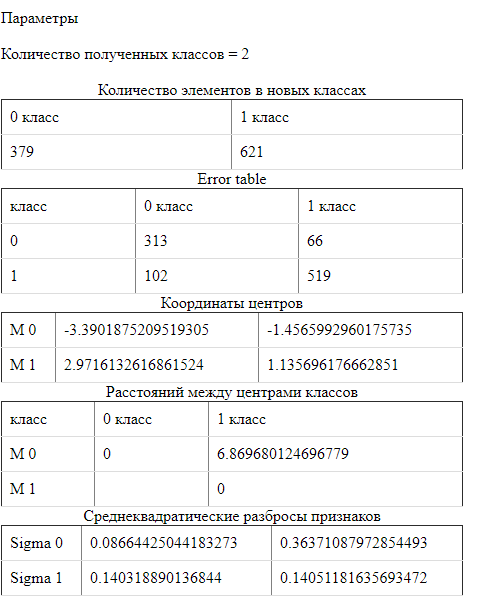 Параметры
Количество полученных классов = 2
Количество элементов в новых классах
0 класс 1 класс
379 621
Error table
класс 0 класс 1 класс
0 313 66
1 102 519
Координаты центров
M 0 -3.3901875209519305 -1.4565992960175735
M 1 2.9716132616861524 1.135696176662851
Расстояний между центрами классов
класс 0 класс 1 класс
M 0 0 6.869680124696779
M 1 0
Среднеквадратические разбросы признаков
Sigma 0 0.08664425044183273 0.36371087972854493
Sigma 1 0.140318890136844 0.14051181635693472